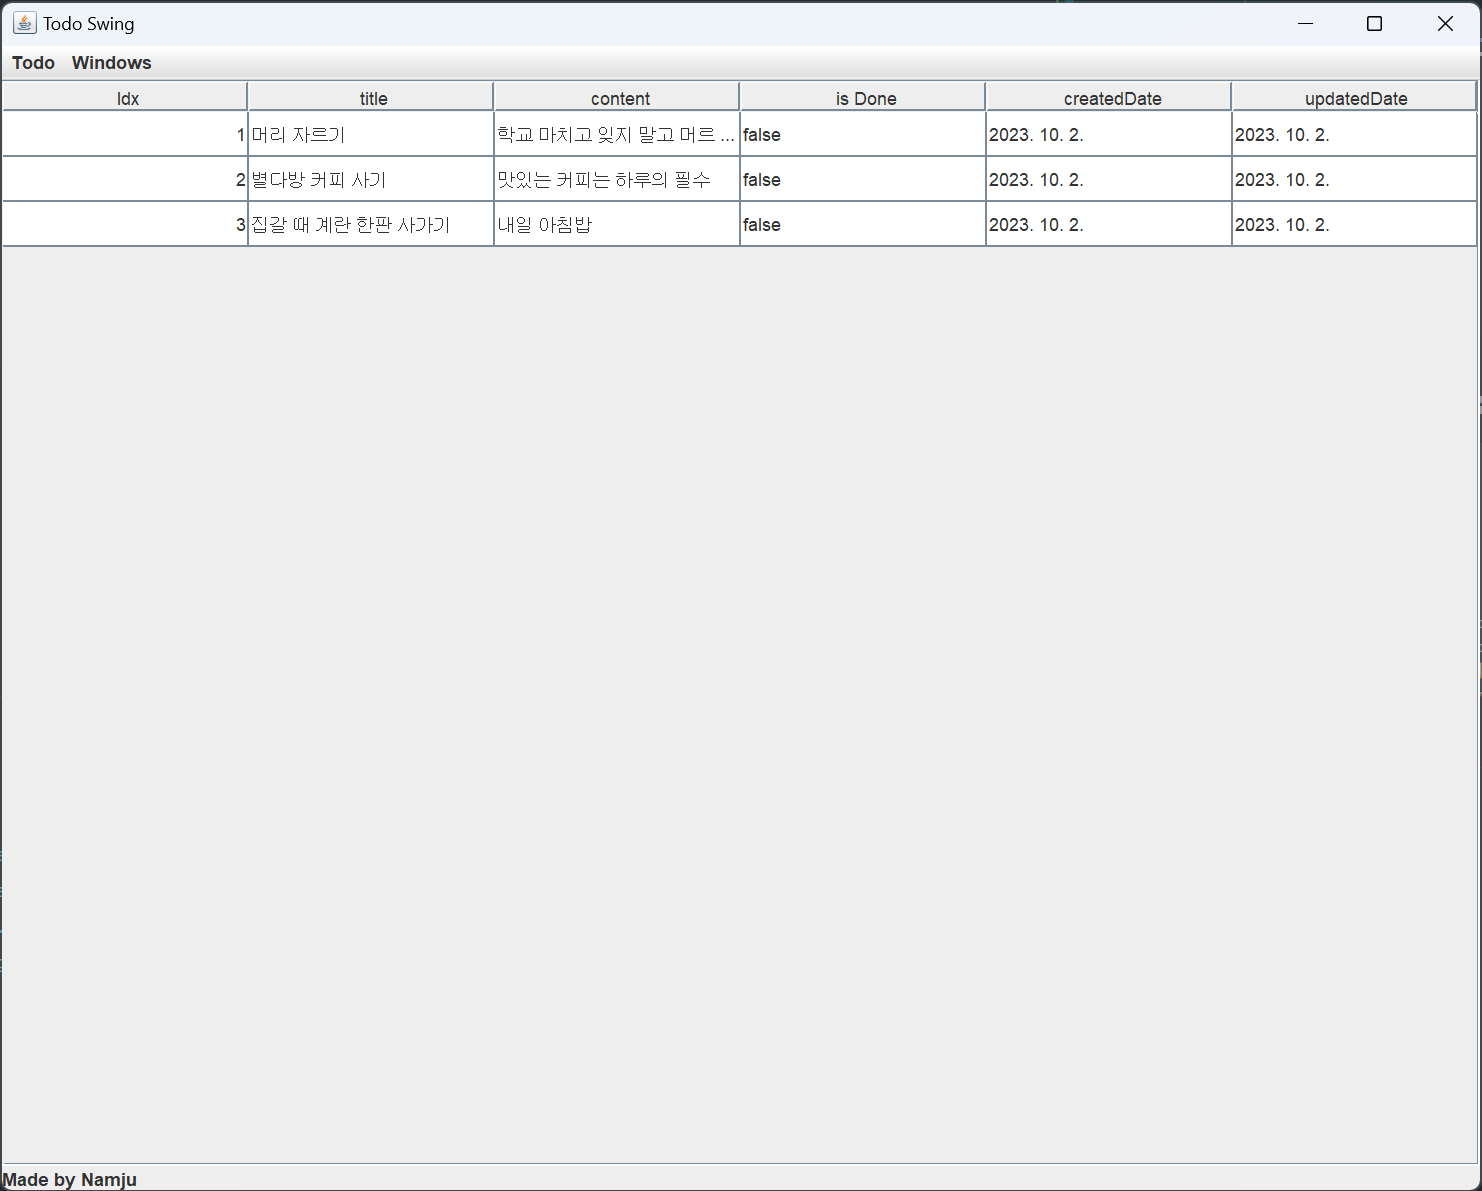 Todo Swing
Todo Windows
Idx title content is Done createdDate updatedDate
1 머리 자르기 학교 마치고 잊지 말고 머르 ... false 2023. 10. 2. 2023. 10. 2.
2 별다방 커피 사기 맛있는 커피는 하루의 필수 false 2023. 10. 2. 2023. 10. 2.
3 집갈 때 계란 한판 사가기 내일 아침밥 false 2023. 10. 2. 2023. 10. 2.
Made by Namju